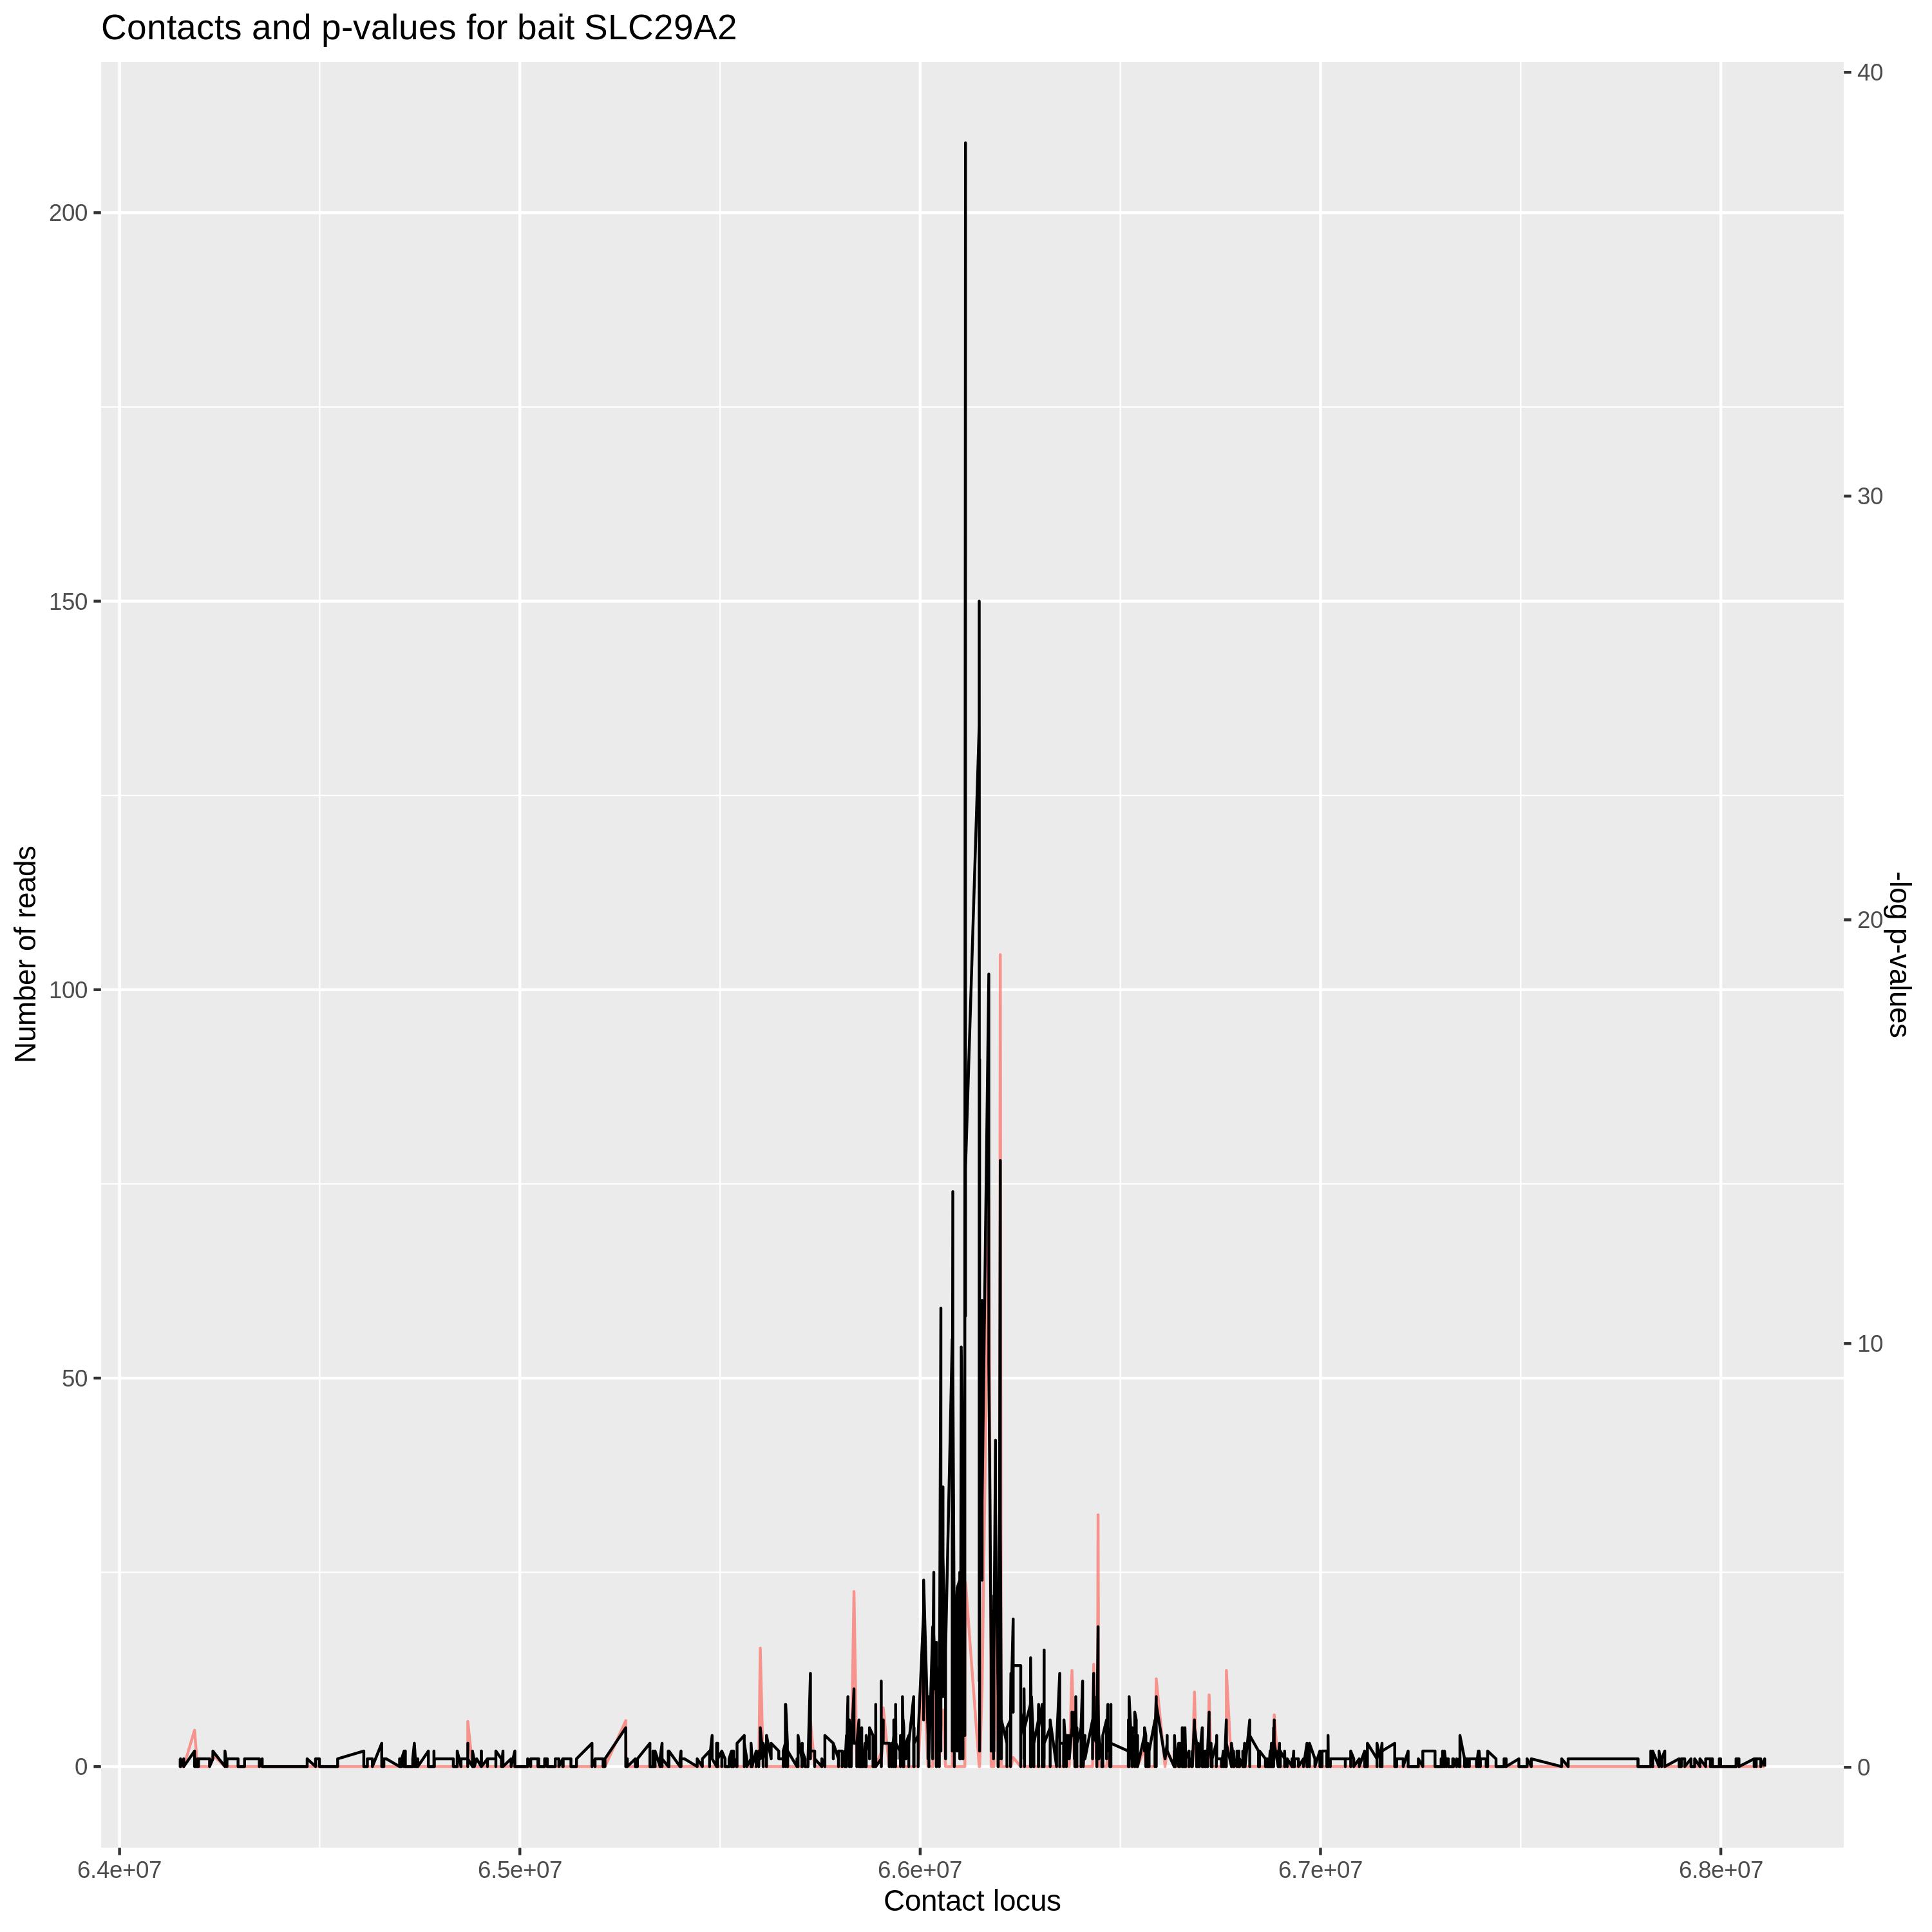 Contacts and p-values for bait SLC29A2
40
200
30
150
Number of reads
-log p-values
20
100
10
50
0
0
6.4e+07 6.5e+07 6.6e+07 6.7e+07 6.8e+07
Contact locus